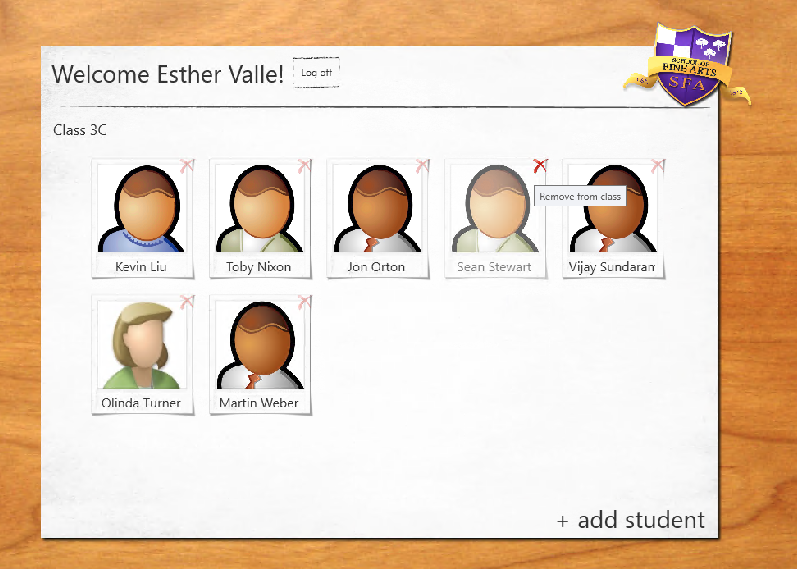 Welcome Esther Valle!
Log off
SCHOOL OF
FINE ARTS
SFA
Class 3C
Remove from class
Kevin Liu
Toby Nixon
Jon Orton
Sean Stewart
Vijay Sundaram
Olinda Turner
Martin Weber
+ add student